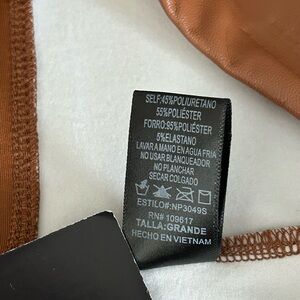 SELF:45%POLIURETANO
55%POLIÉSTER
FORRO:95%POLIÉSTER
5%ELASTANO
LAVAR A MANO EN AGUA FRIA
NO USAR BLANQUEADOR
NO PLANCHAR
SECAR COLGADO
ESTILO#:NP3049S
RN# 109617
TALLA:GRANDE
HECHO EN VIETNAM